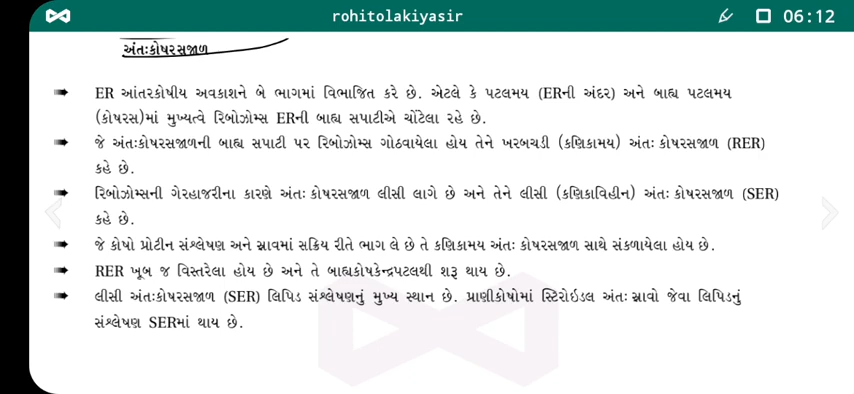 rohitolakiyasir
06:12
અંતઃકોષરસજાળ
ER આંતરકોષીય અવકાશને બે ભાગમાં વિભાજિત કરે છે. એટલે કે પટલમય (ERની અંદર) અને બાહ્ય પટલમય
(કોષરસ)માં મુખ્યત્વે રિબોઝોમ્સ ERની બાહ્ય સપાટીએ ચોંટેલા રહે છે.
જે અંતઃકોષરસજાળની બાહ્ય સપાટી પર રિબોઝોમ્સ ગોઠવાયેલા હોય તેને ખરબચડી (કણિકામય) અંતઃ કોષરસજાળ (RER)
કહે છે.
રિબોઝોમ્સની ગેરહાજરીના કારણે અંતઃ કોષરસજાળ લીસી લાગે છે અને તેને લીસી (કણિકાવિહીન) અંતઃ કોષરસજાળ (SER)
કહે છે.
જે કોષો પ્રોટીન સંશ્લેષણ અને સ્રાવમાં સક્રિય રીતે ભાગ લે છે તે કણિકામય અંતઃ કોષરસજાળ સાથે સંકળાયેલા હોય છે.
RER ખૂબ જ વિસ્તરેલા હોય છે અને તે બાહ્યકોષકેન્દ્રપટલથી શરૂ થાય છે.
લીસી અંતઃકોષરસજાળ (SER) લિપિડ સંશ્લેષણનું મુખ્ય સ્થાન છે. પ્રાણીકોષોમાં સ્ટિરોઇડલ અંતઃ સ્રાવો જેવા લિપિડનું
સંશ્લેષણ SERમાં થાય છે.